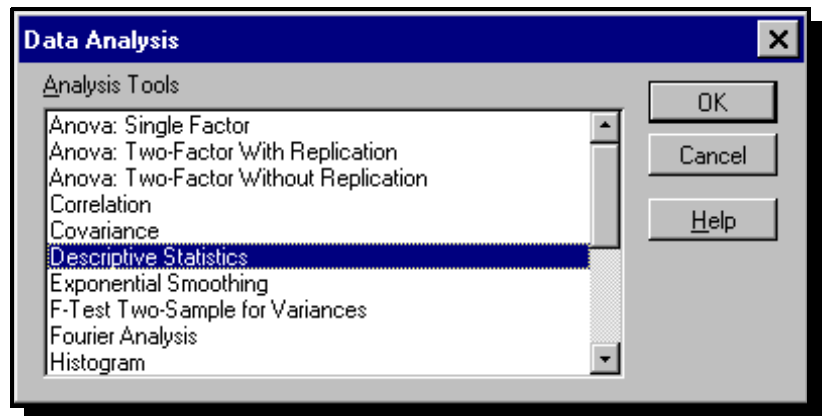 Data Analysis
Analysis Tools
Anova: Single Factor
Anova: Two-Factor With Replication
Anova: Two-Factor Without Replication
Correlation
Covariance
Descriptive Statistics
Exponential Smoothing
F-Test Two-Sample for Variances
Fourier Analysis
Histogram
OK
Cancel
Help